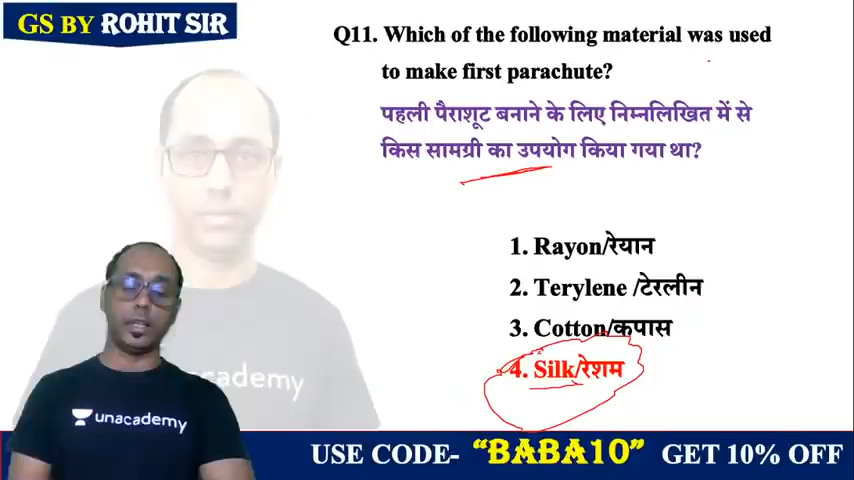 GS BY ROHIT SIR
Q11. Which of the following material was used
to make first parachute?
पहली पैराशूट बनाने के लिए निम्नलिखित में से
किस सामग्री का उपयोग किया गया था?
1. Rayon/रेयान
2. Terylene /टेरलीन
3. Cotton/कपास
4. Silk/रेशम
academy
unacademy
USE CODE- “BABA10” GET 10% OFF